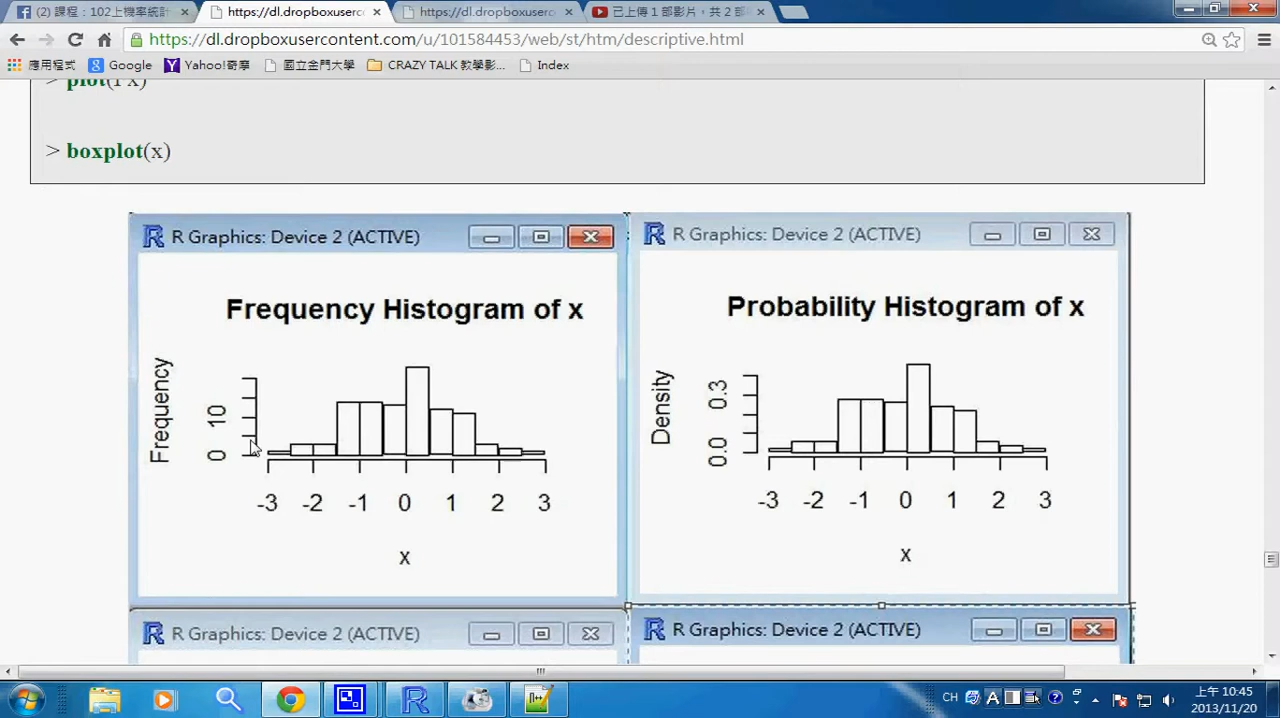 (2) 課程：102上機率統計
https://dl.dropboxuserco
https://dl.dropboxuserco
已上傳 1 部影片，共 2 部
https://dl.dropboxusercontent.com/u/101584453/web/st/htm/descriptive.html
應用程式 Google Yahoo!奇摩 國立金門大學 CRAZY TALK 教學影... Index
> boxplot(x)
R Graphics: Device 2 (ACTIVE)
Frequency Histogram of x
Frequency
0 10
-3 -2 -1 0 1 2 3
x
R Graphics: Device 2 (ACTIVE)
Probability Histogram of x
Density
0.0 0.3
-3 -2 -1 0 1 2 3
x
R Graphics: Device 2 (ACTIVE)
R Graphics: Device 2 (ACTIVE)
CH
上午 10:45
2013/11/20